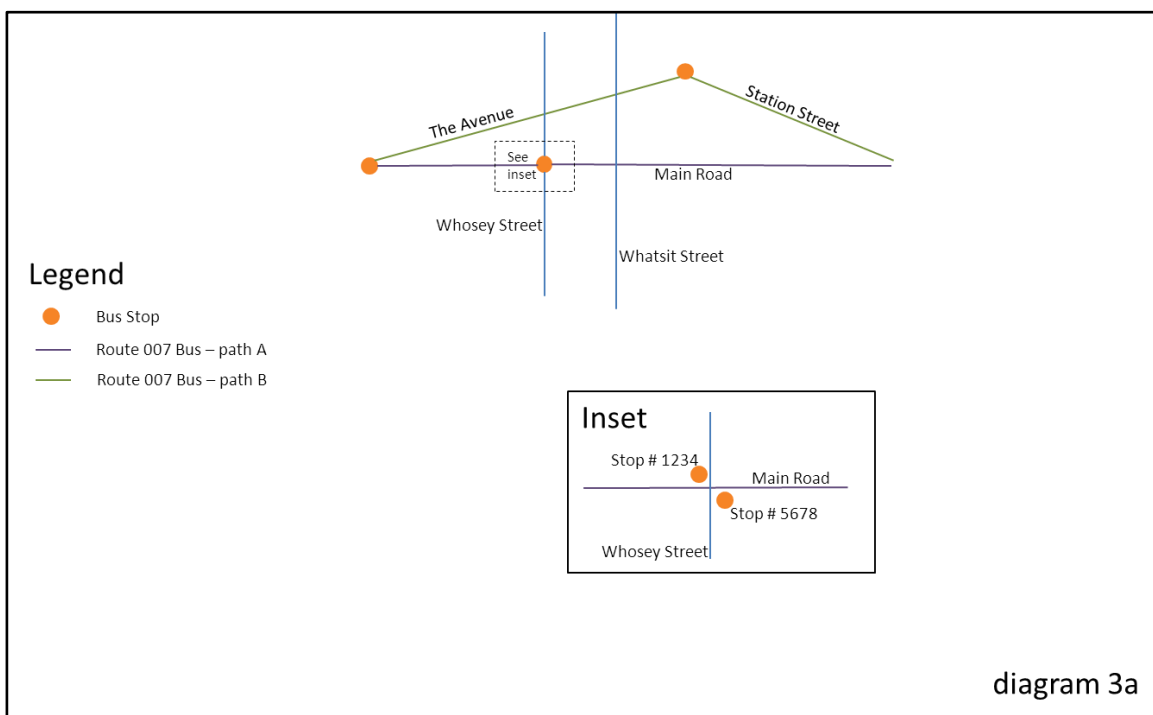 The Avenue
Station Street
See
inset
Main Road
Whosey Street
Whatsit Street
Legend
Bus Stop
Route 007 Bus – path A
Route 007 Bus – path B
Inset
Stop # 1234
Main Road
Stop # 5678
Whosey Street
diagram 3a